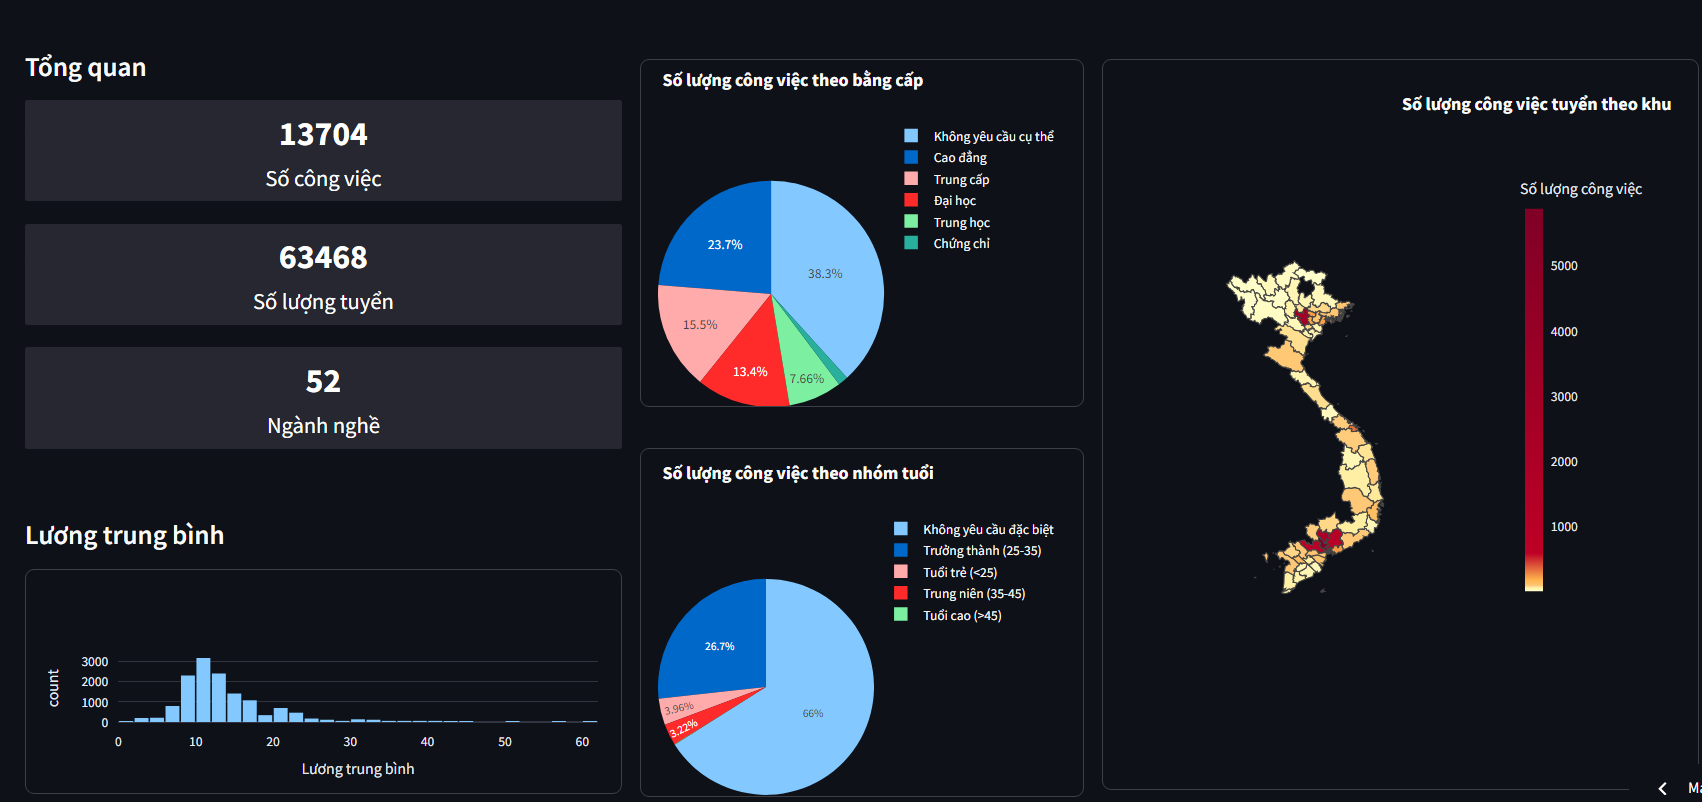 Tổng quan
13704
Số công việc
63468
Số lượng tuyển
52
Ngành nghề
Lương trung bình
count
3000
2000
1000
0
0 10 20 30 40 50 60
Lương trung bình
Số lượng công việc theo bằng cấp
Không yêu cầu cụ thể
Cao đẳng
Trung cấp
Đại học
Trung học
Chứng chỉ
23.7%
38.3%
15.5%
13.4%
7.66%
Số lượng công việc theo nhóm tuổi
Không yêu cầu đặc biệt
Trưởng thành (25-35)
Tuổi trẻ (<25)
Trung niên (35-45)
Tuổi cao (>45)
26.7%
3.96%
3.22%
66%
Số lượng công việc tuyển theo khu
Số lượng công việc
5000
4000
3000
2000
1000